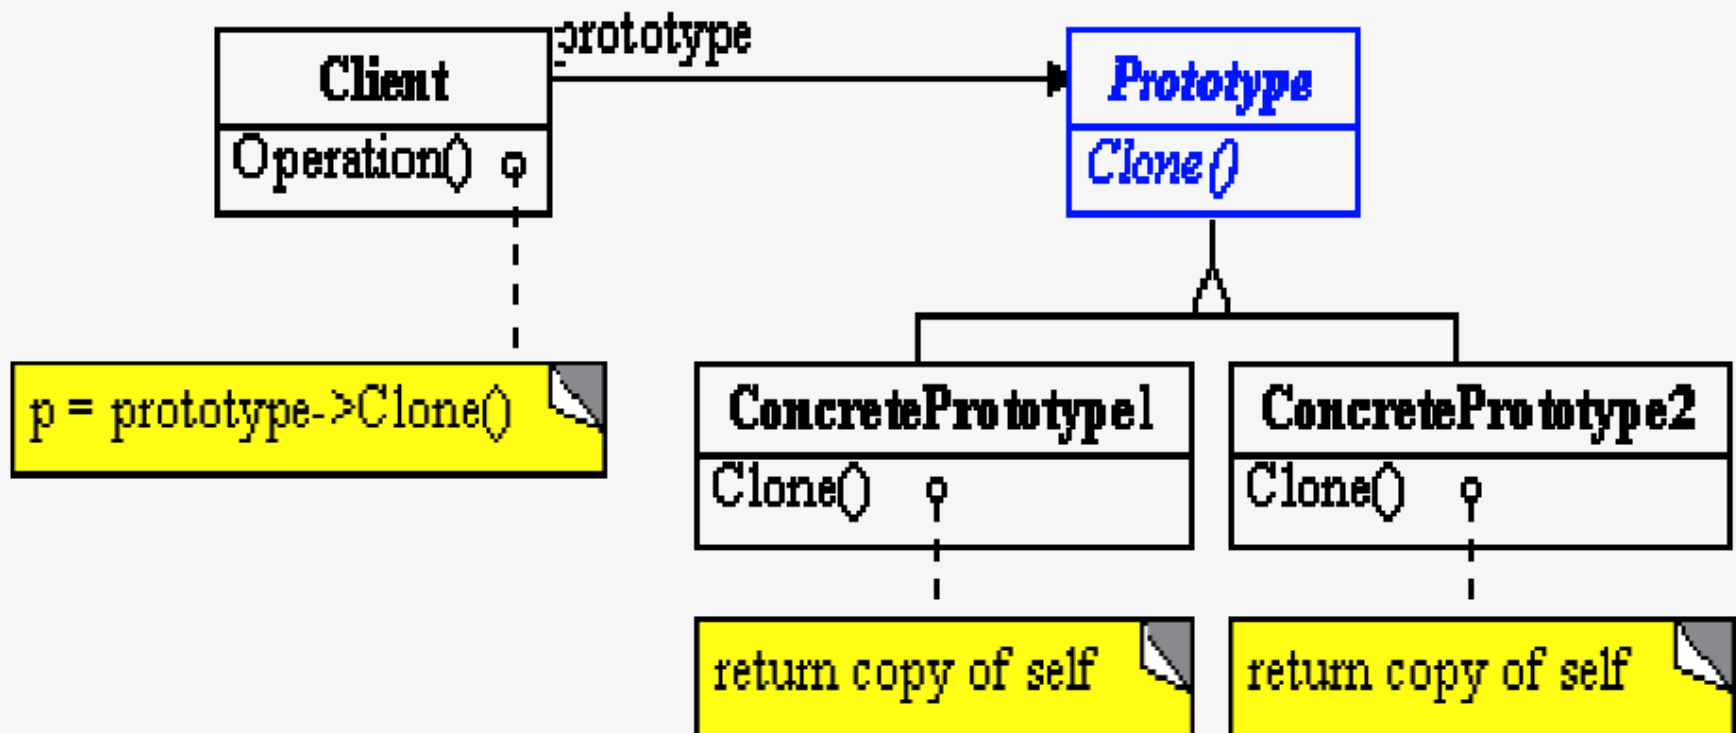 prototype
Client
Prototype
Operation()
Clone()
p = prototype->Clone()
ConcretePrototype1
ConcretePrototype2
Clone()
Clone()
return copy of self
return copy of self